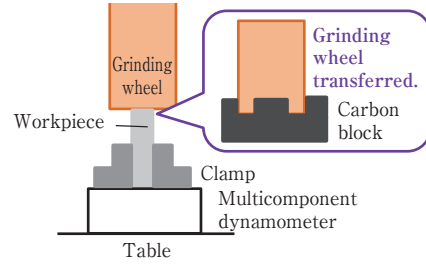 Grinding
wheel
Workpiece
Clamp
Multicomponent
dynamometer
Table
Grinding
wheel
transferred.
Carbon
block